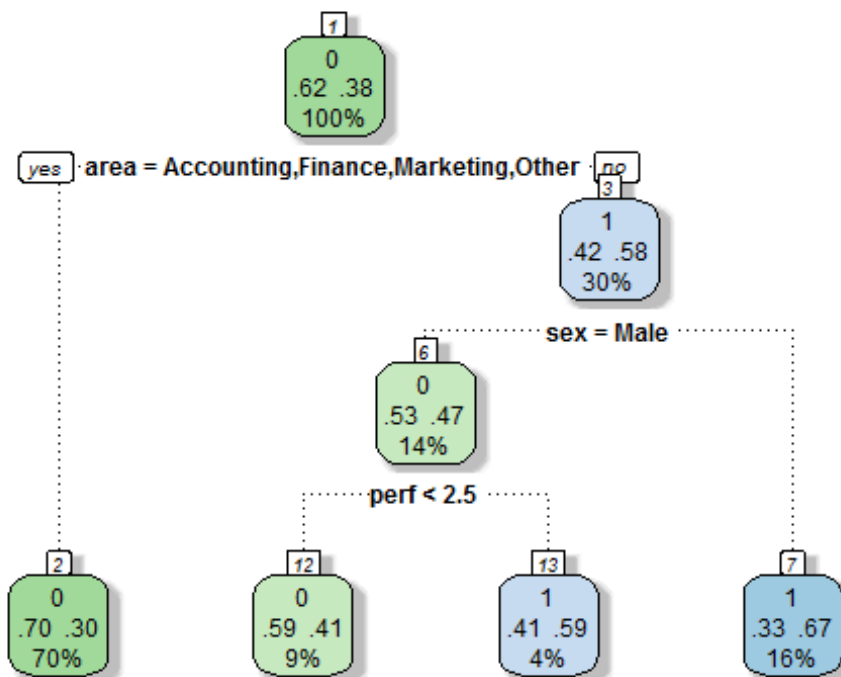 1
0
.62 .38
100%
yes area = Accounting,Finance,Marketing,Other no
3
1
.42 .58
30%
sex = Male
6
0
.53 .47
14%
perf < 2.5
2 12 13 7
0 0 1 1
.70 .30 .59 .41 .41 .59 .33 .67
70% 9% 4% 16%